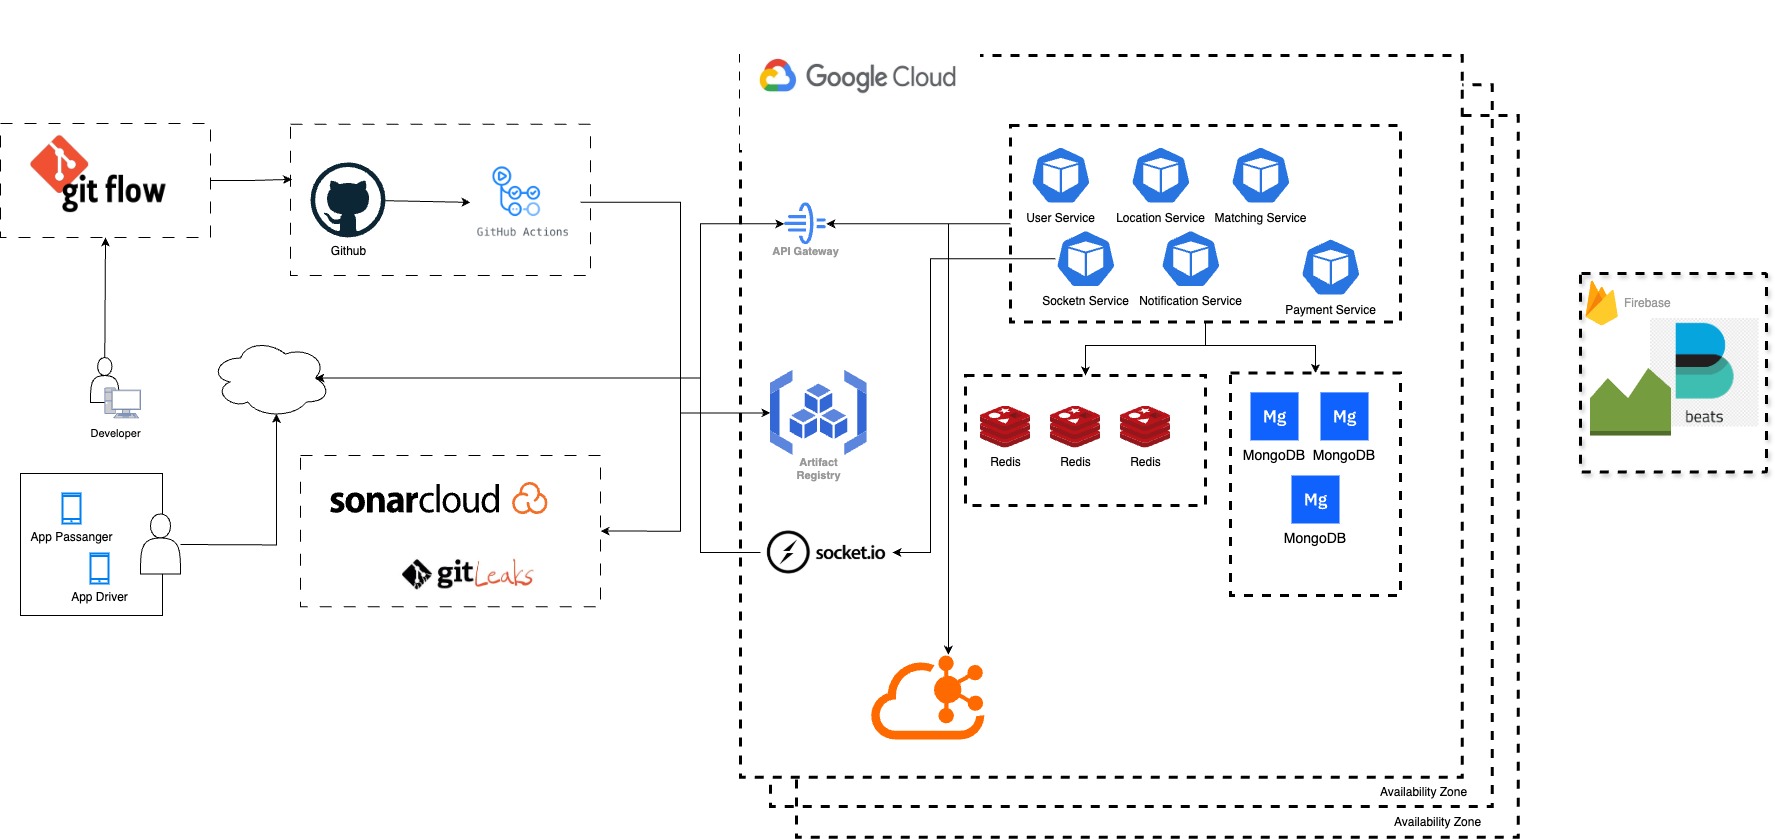 Google Cloud
git flow
Github
GitHub Actions
User Service
Location Service
Matching Service
API Gateway
Socketn Service
Notification Service
Payment Service
Firebase
beats
Developer
Artifact
Registry
Redis
Redis
Redis
Mg
Mg
MongoDB
MongoDB
Mg
MongoDB
sonarcloud
App Passanger
App Driver
socket.io
gitLeaks
Availability Zone
Availability Zone